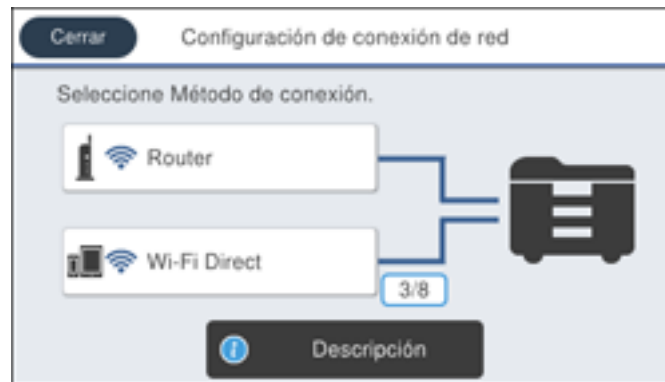 Cerrar
Configuración de conexión de red
Seleccione Método de conexión.
Router
Wi-Fi Direct
3/8
i
Descripción